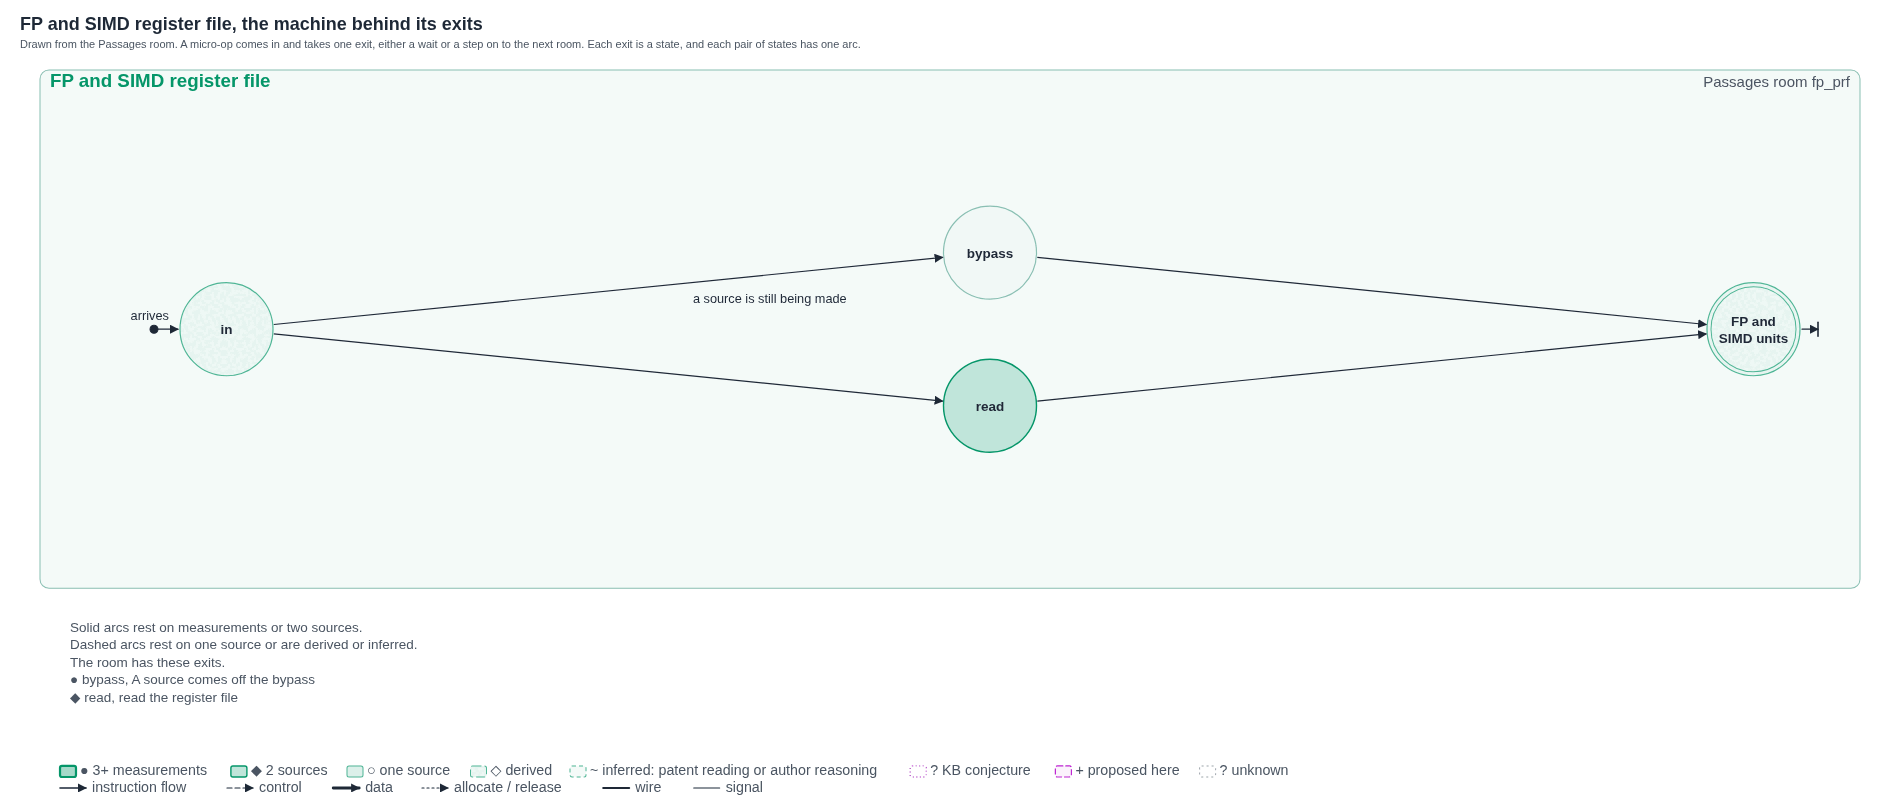 FP and SIMD register file, the machine behind its exits
Drawn from the Passages room. A micro-op comes in and takes one exit, either a wait or a step on to the next room. Each exit is a state, and each pair of states has one arc.
FP and SIMD register file
Passages room fp_prf
arrives
in
a source is still being made
bypass
read
FP and
SIMD units
Solid arcs rest on measurements or two sources.
Dashed arcs rest on one source or are derived or inferred.
The room has these exits.
● bypass, A source comes off the bypass
◆ read, read the register file
● 3+ measurements ◆ 2 sources ○ one source ◇ derived ~ inferred: patent reading or author reasoning ? KB conjecture + proposed here ? unknown
instruction flow control data allocate / release wire signal